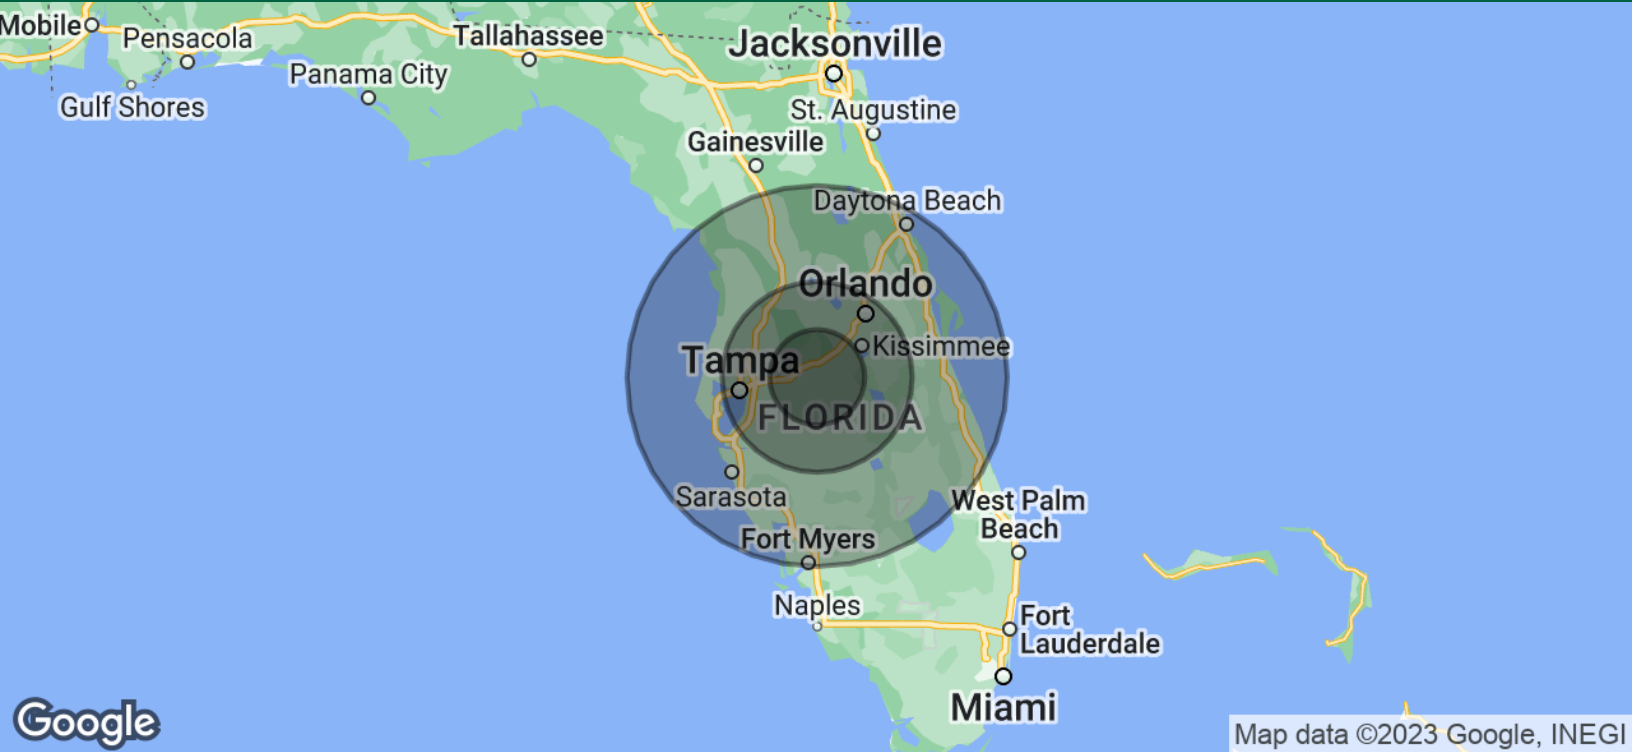 Mobile
Pensacola
Tallahassee
Jacksonville
Panama City
Gulf Shores
St. Augustine
Gainesville
Daytona Beach
Orlando
Kissimmee
Tampa
FLORIDA
Sarasota
West Palm
Beach
Fort Myers
Naples
Fort
Lauderdale
Miami
Google
Map data ©2023 Google, INEGI